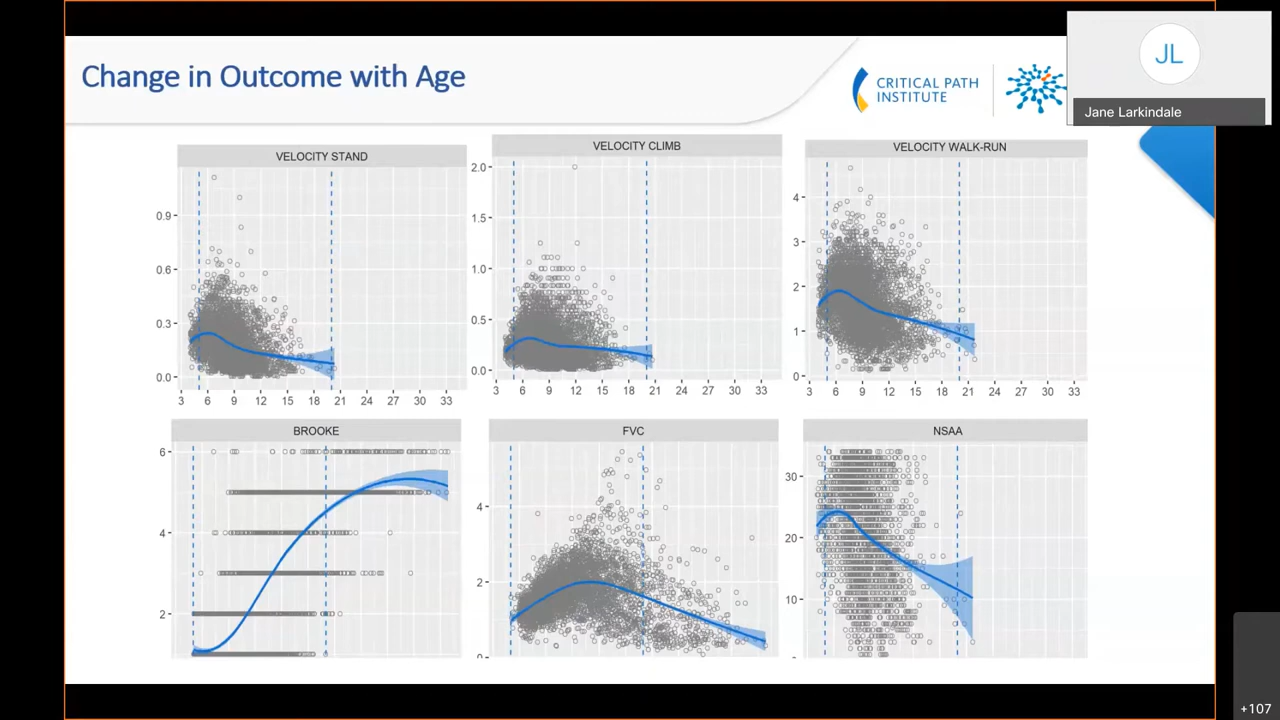 Change in Outcome with Age
CRITICAL PATH
INSTITUTE
JL
Jane Larkindale
VELOCITY STAND
0.9
0.6
0.3
0.0
3 6 9 12 15 18 21 24 27 30 33
VELOCITY CLIMB
2.0
1.5
1.0
0.5
0.0
3 6 9 12 15 18 21 24 27 30 33
VELOCITY WALK-RUN
4
3
2
1
0
3 6 9 12 15 18 21 24 27 30 33
BROOKE
6
4
2
FVC
4
2
0
NSAA
30
20
10
+107